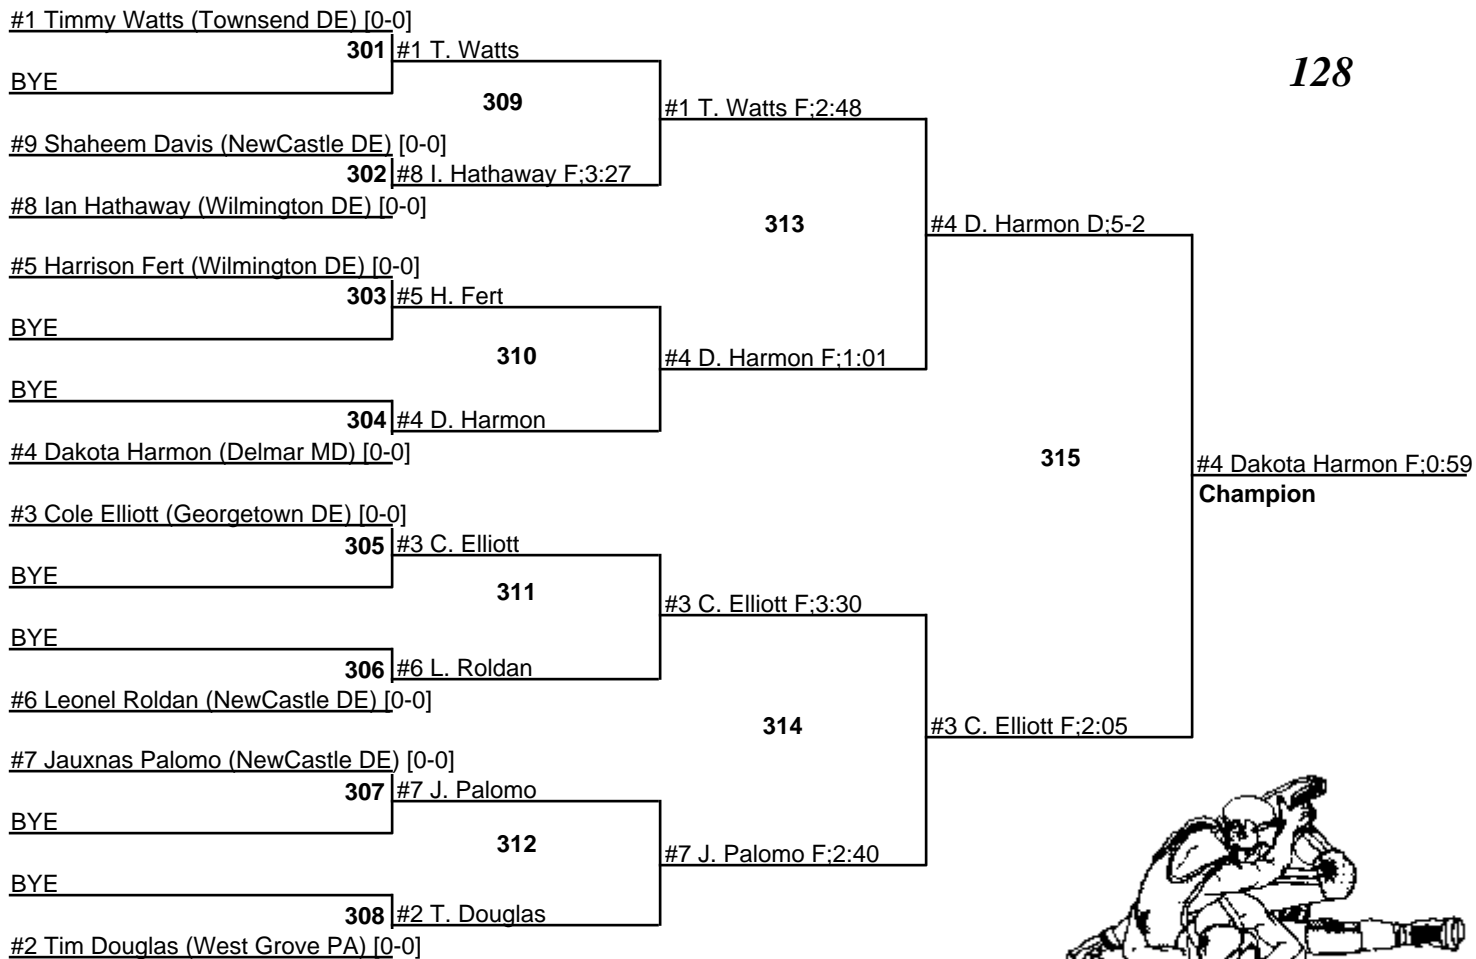 #1 Timmy Watts (Townsend DE) [0-0]
301 #1 T. Watts
128
BYE
309
#1 T. Watts F;2:48
#9 Shaheem Davis (NewCastle DE) [0-0]
302 #8 I. Hathaway F;3:27
#8 Ian Hathaway (Wilmington DE) [0-0]
313
#4 D. Harmon D;5-2
#5 Harrison Fert (Wilmington DE) [0-0]
303 #5 H. Fert
BYE
310
#4 D. Harmon F;1:01
BYE
304 #4 D. Harmon
#4 Dakota Harmon (Delmar MD) [0-0]
315
#4 Dakota Harmon F;0:59
Champion
#3 Cole Elliott (Georgetown DE) [0-0]
305 #3 C. Elliott
BYE
311
#3 C. Elliott F;3:30
BYE
306 #6 L. Roldan
#6 Leonel Roldan (NewCastle DE) [0-0]
314
#3 C. Elliott F;2:05
#7 Jauxnas Palomo (NewCastle DE) [0-0]
307 #7 J. Palomo
BYE
312
#7 J. Palomo F;2:40
BYE
308 #2 T. Douglas
#2 Tim Douglas (West Grove PA) [0-0]